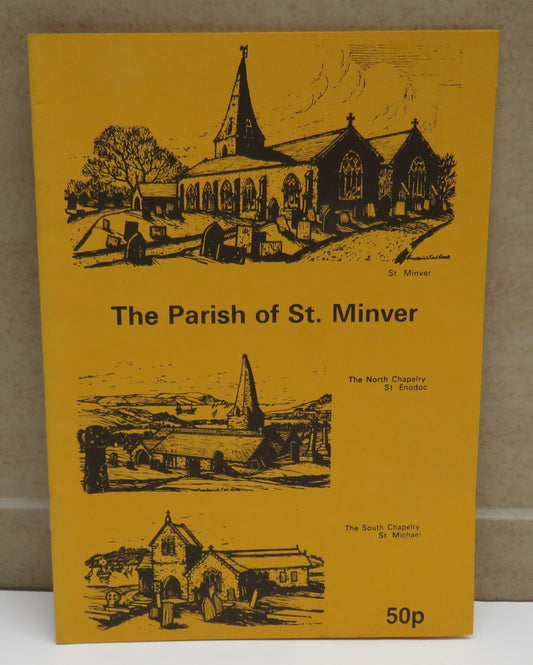 St Minver
The Parish of St. Minver
The North Chapelry
St Enodoc
The South Chapelry
St Michael
50p